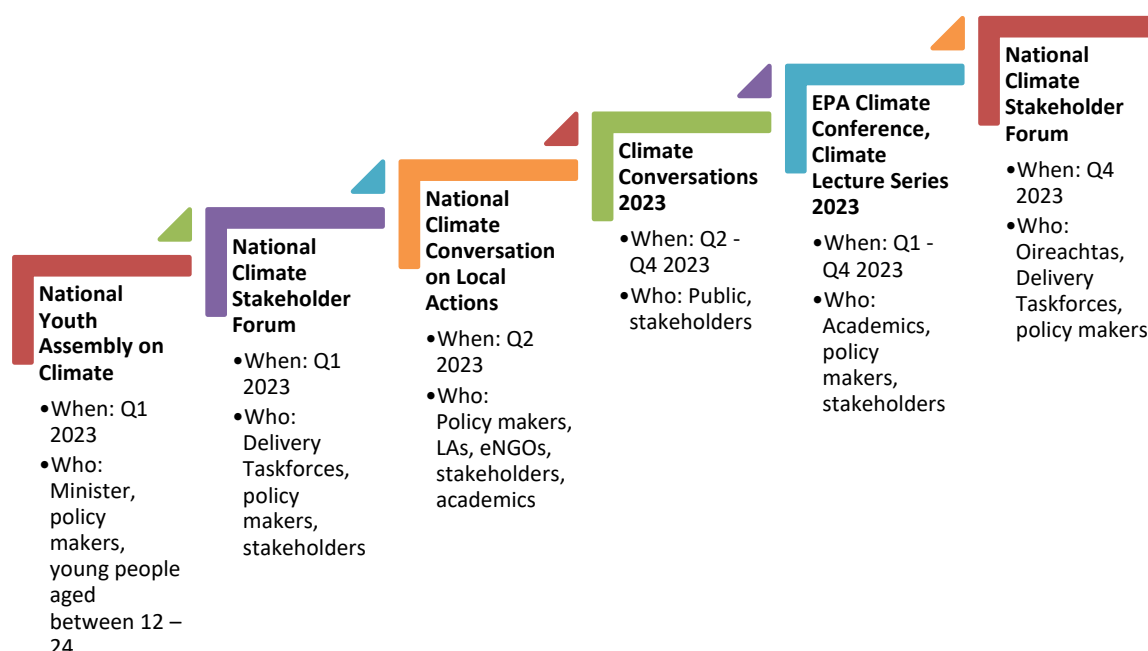 National
Youth
Assembly on
Climate
•When: Q1
2023
•Who:
Minister,
policy
makers,
young people
aged
between 12 –
24
National
Climate
Stakeholder
Forum
•When: Q1
2023
•Who:
Delivery
Taskforces,
policy
makers,
stakeholders
National
Climate
Conversation
on Local
Actions
•When: Q2
2023
•Who:
Policy makers,
LAs, eNGOs,
stakeholders,
academics
Climate
Conversations
2023
•When: Q2 -
Q4 2023
•Who: Public,
stakeholders
EPA Climate
Conference,
Climate
Lecture Series
2023
•When: Q1 -
Q4 2023
•Who:
Academics,
policy
makers,
stakeholders
National
Climate
Stakeholder
Forum
•When: Q4
2023
•Who:
Oireachtas,
Delivery
Taskforces,
policy makers